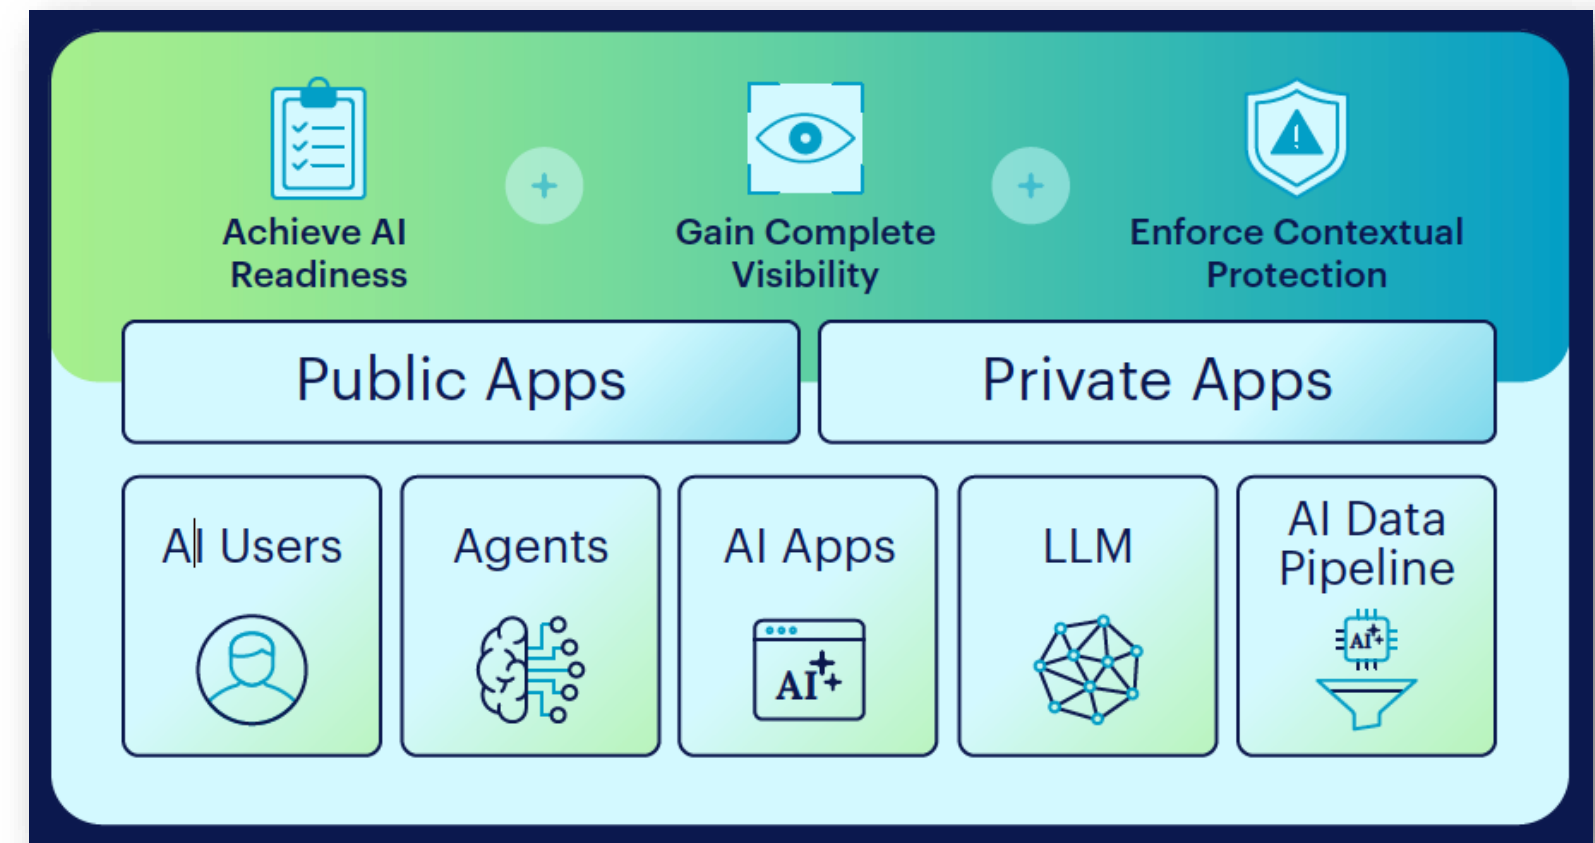 Achieve AI
Readiness
Gain Complete
Visibility
Enforce Contextual
Protection
Public Apps
Private Apps
AI Users
Agents
AI Apps
LLM
AI Data
Pipeline
AI
AI